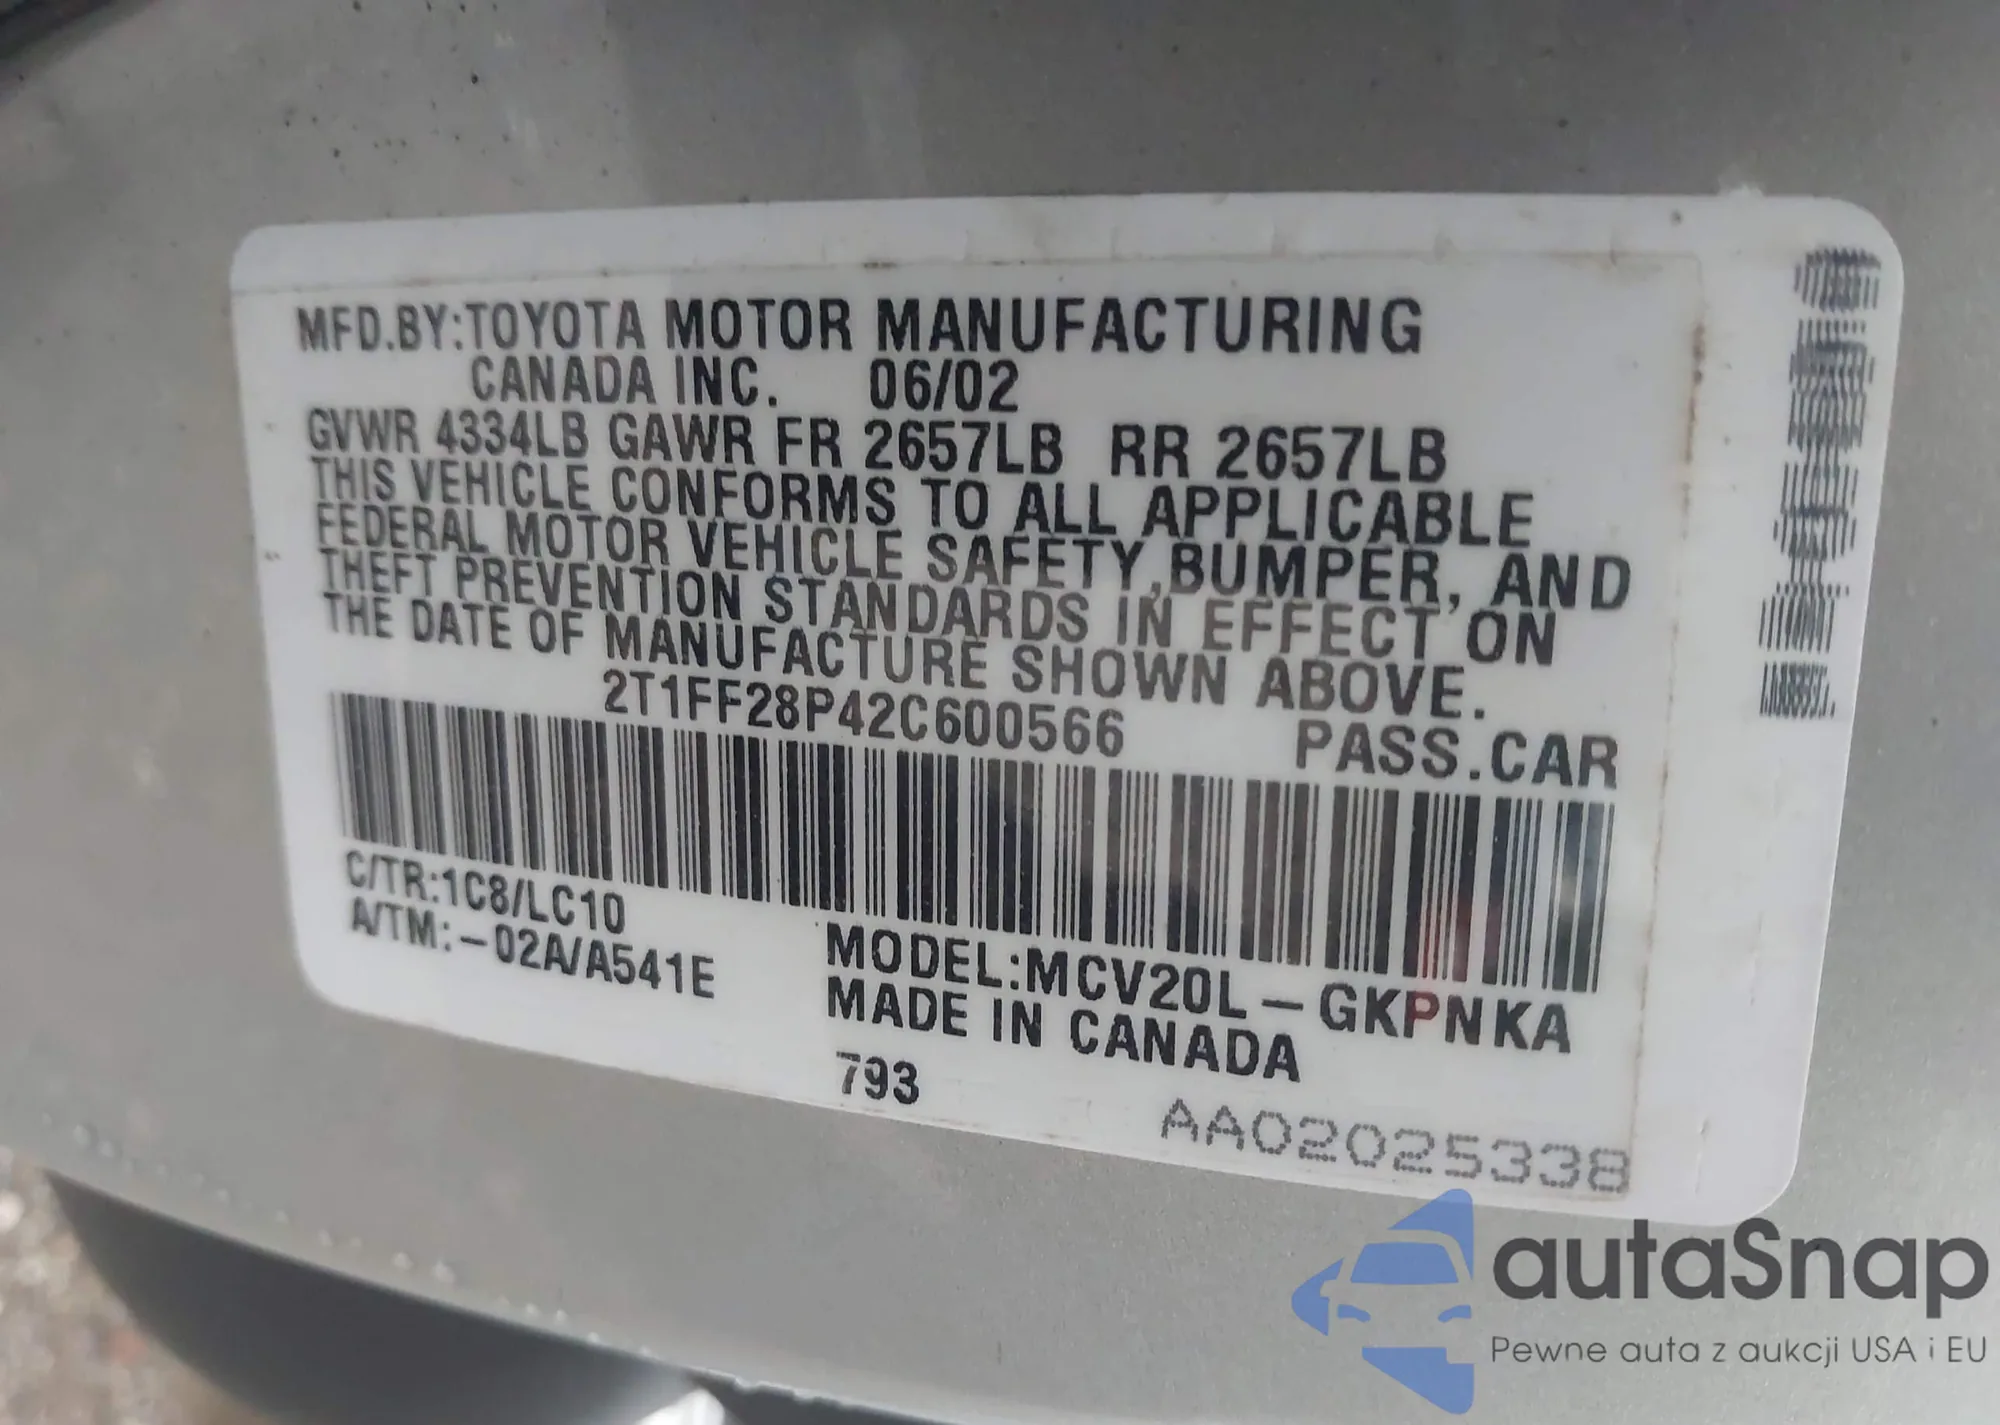 MFD.BY:TOYOTA MOTOR MANUFACTURING
CANADA INC. 06/02
GVWR 4334LB GAWR FR 2657LB RR 2657LB
THIS VEHICLE CONFORMS TO ALL APPLICABLE
FEDERAL MOTOR VEHICLE SAFETY,BUMPER, AND
THEFT PREVENTION STANDARDS IN EFFECT ON
THE DATE OF MANUFACTURE SHOWN ABOVE.
2T1FF28P42C600566 PASS.CAR
C/TR:1C8/LC10
A/TM:-02A/A541E
MODEL:MCV20L-GKPNKA
MADE IN CANADA
793
AA02025338
autaSnap
Pewne auta z aukcji USA i EU